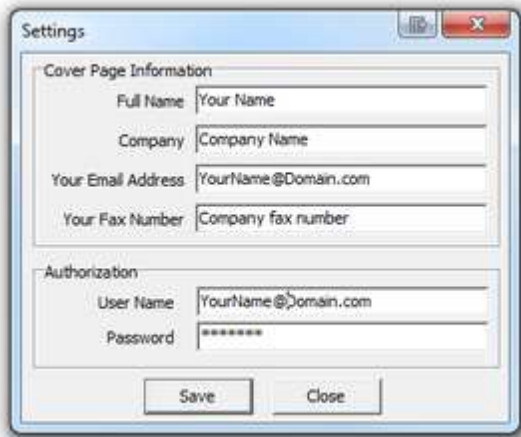 Settings
Cover Page Information
Full Name Your Name
Company Company Name
Your Email Address YourName@Domain.com
Your Fax Number Company fax number
Authorization
User Name YourName@Domain.com
Password *******
Save Close